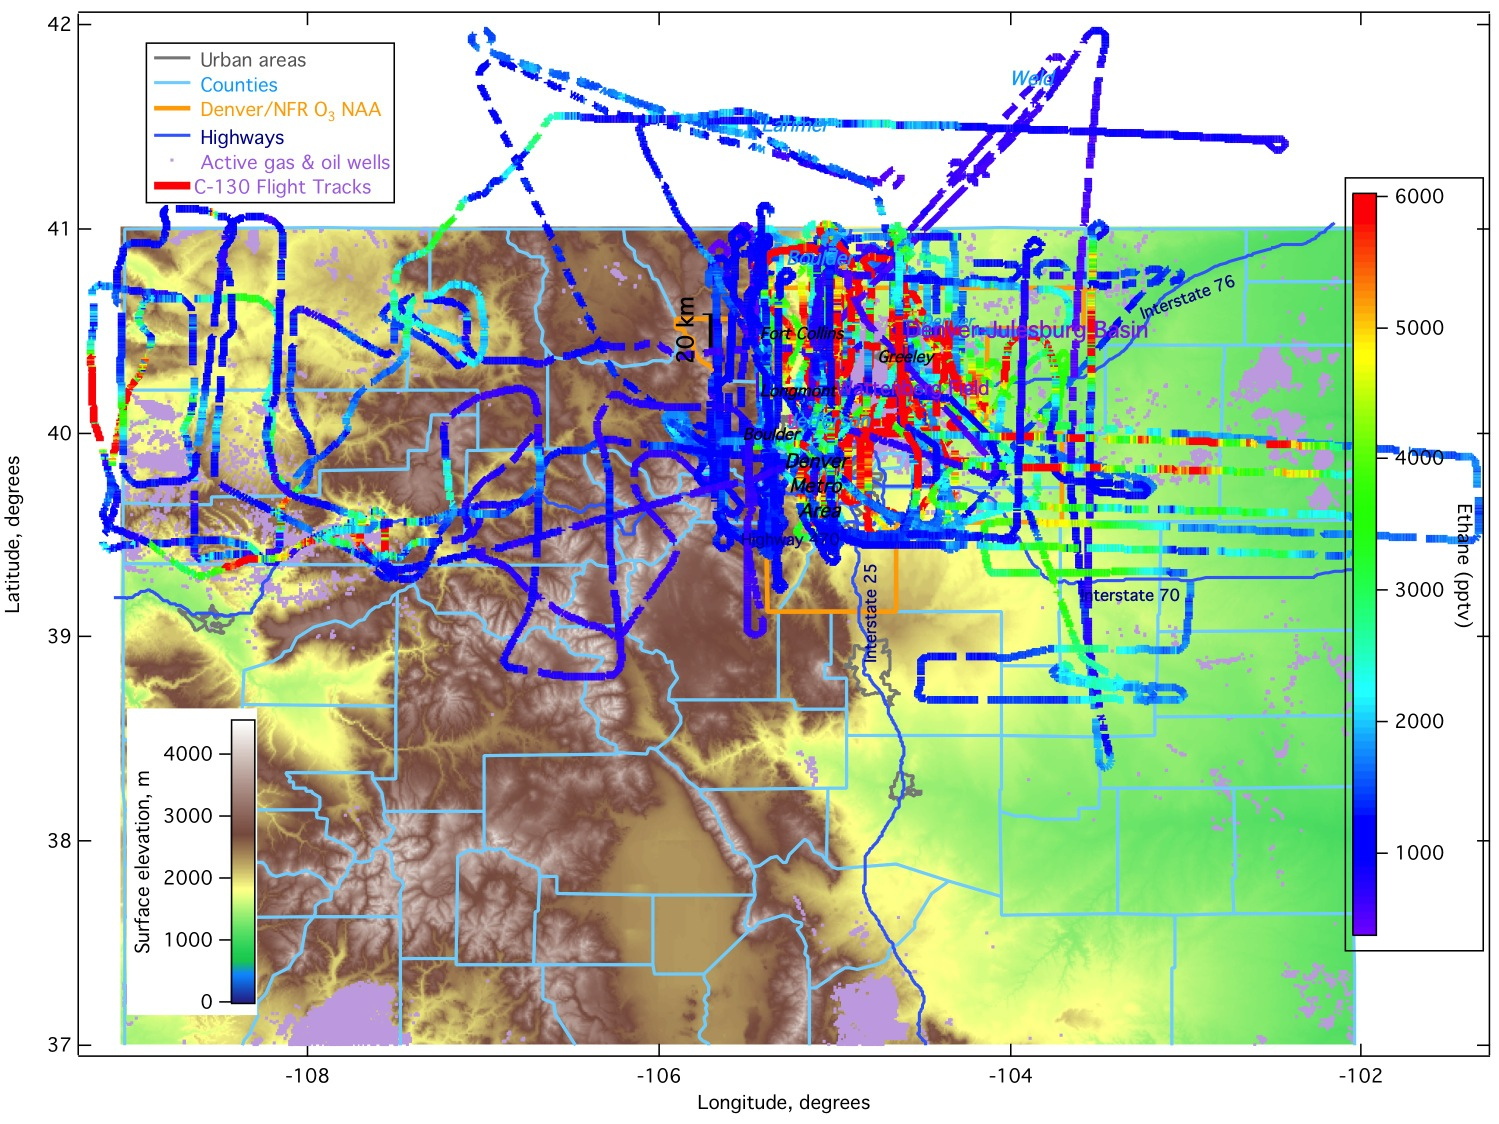 42
41
40
39
38
37
Latitude, degrees
-108
-106
-104
-102
Longitude, degrees
Urban areas
Counties
Denver/NFR O3 NAA
Highways
Active gas & oil wells
C-130 Flight Tracks
Weld
Larimer
Boulder
Interstate 76
20 km
Fort Collins
Denver-Julesburg Basin
Greeley
Longmont
Boulder
Denver
Metro
Area
Highway 470
Interstate 25
Interstate 70
6000
5000
4000
3000
2000
1000
Ethane (pptv)
4000
3000
2000
1000
0
Surface elevation, m